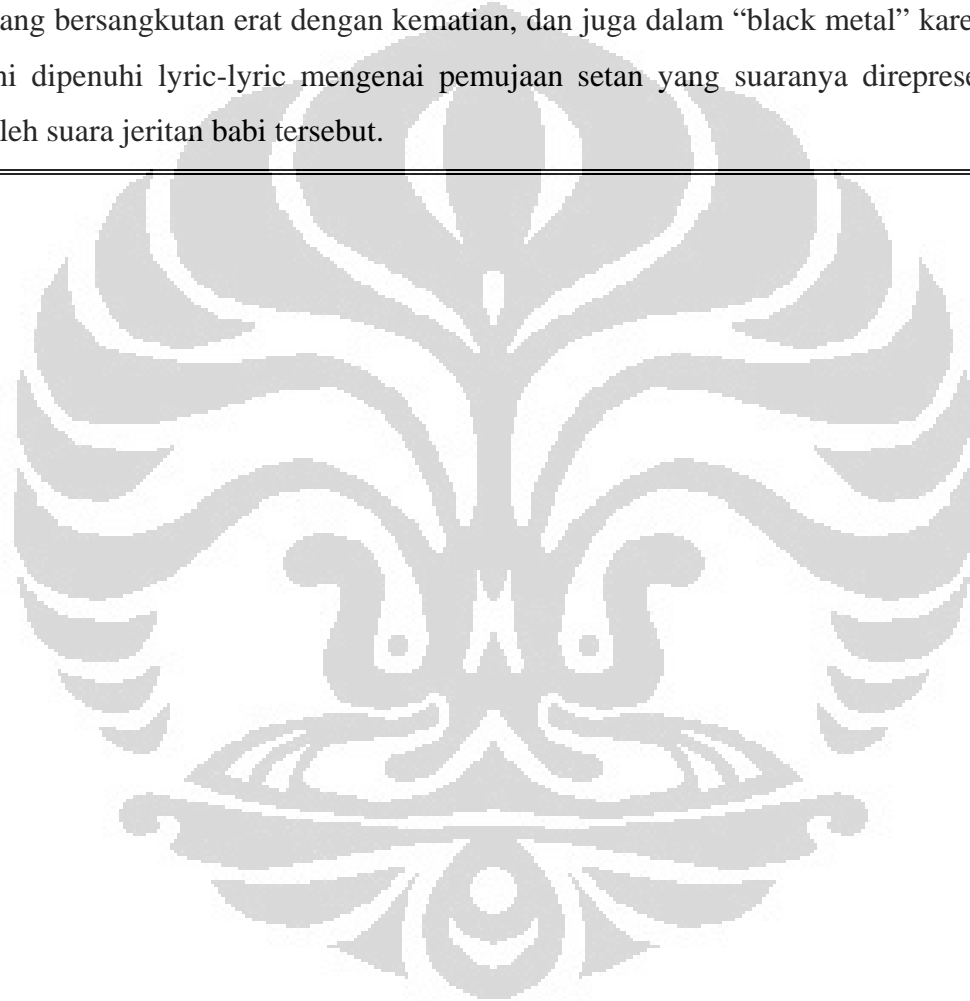 ang bersangkutan erat dengan kematian, dan juga dalam “black metal” kare
ni dipenuhi lyric-lyric mengenai pemujaan setan yang suaranya direprese
leh suara jeritan babi tersebut.